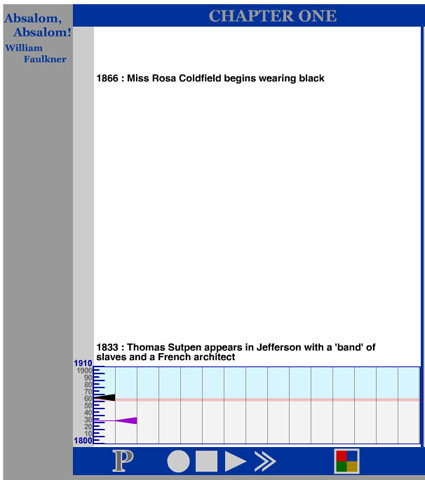 Absalom,
Absalom!
William
Faulkner
CHAPTER ONE
1866 : Miss Rosa Coldfield begins wearing black
1833 : Thomas Sutpen appears in Jefferson with a 'band' of
slaves and a French architect
1910
1900
90
80
70
60
50
40
30
20
10
1800
P